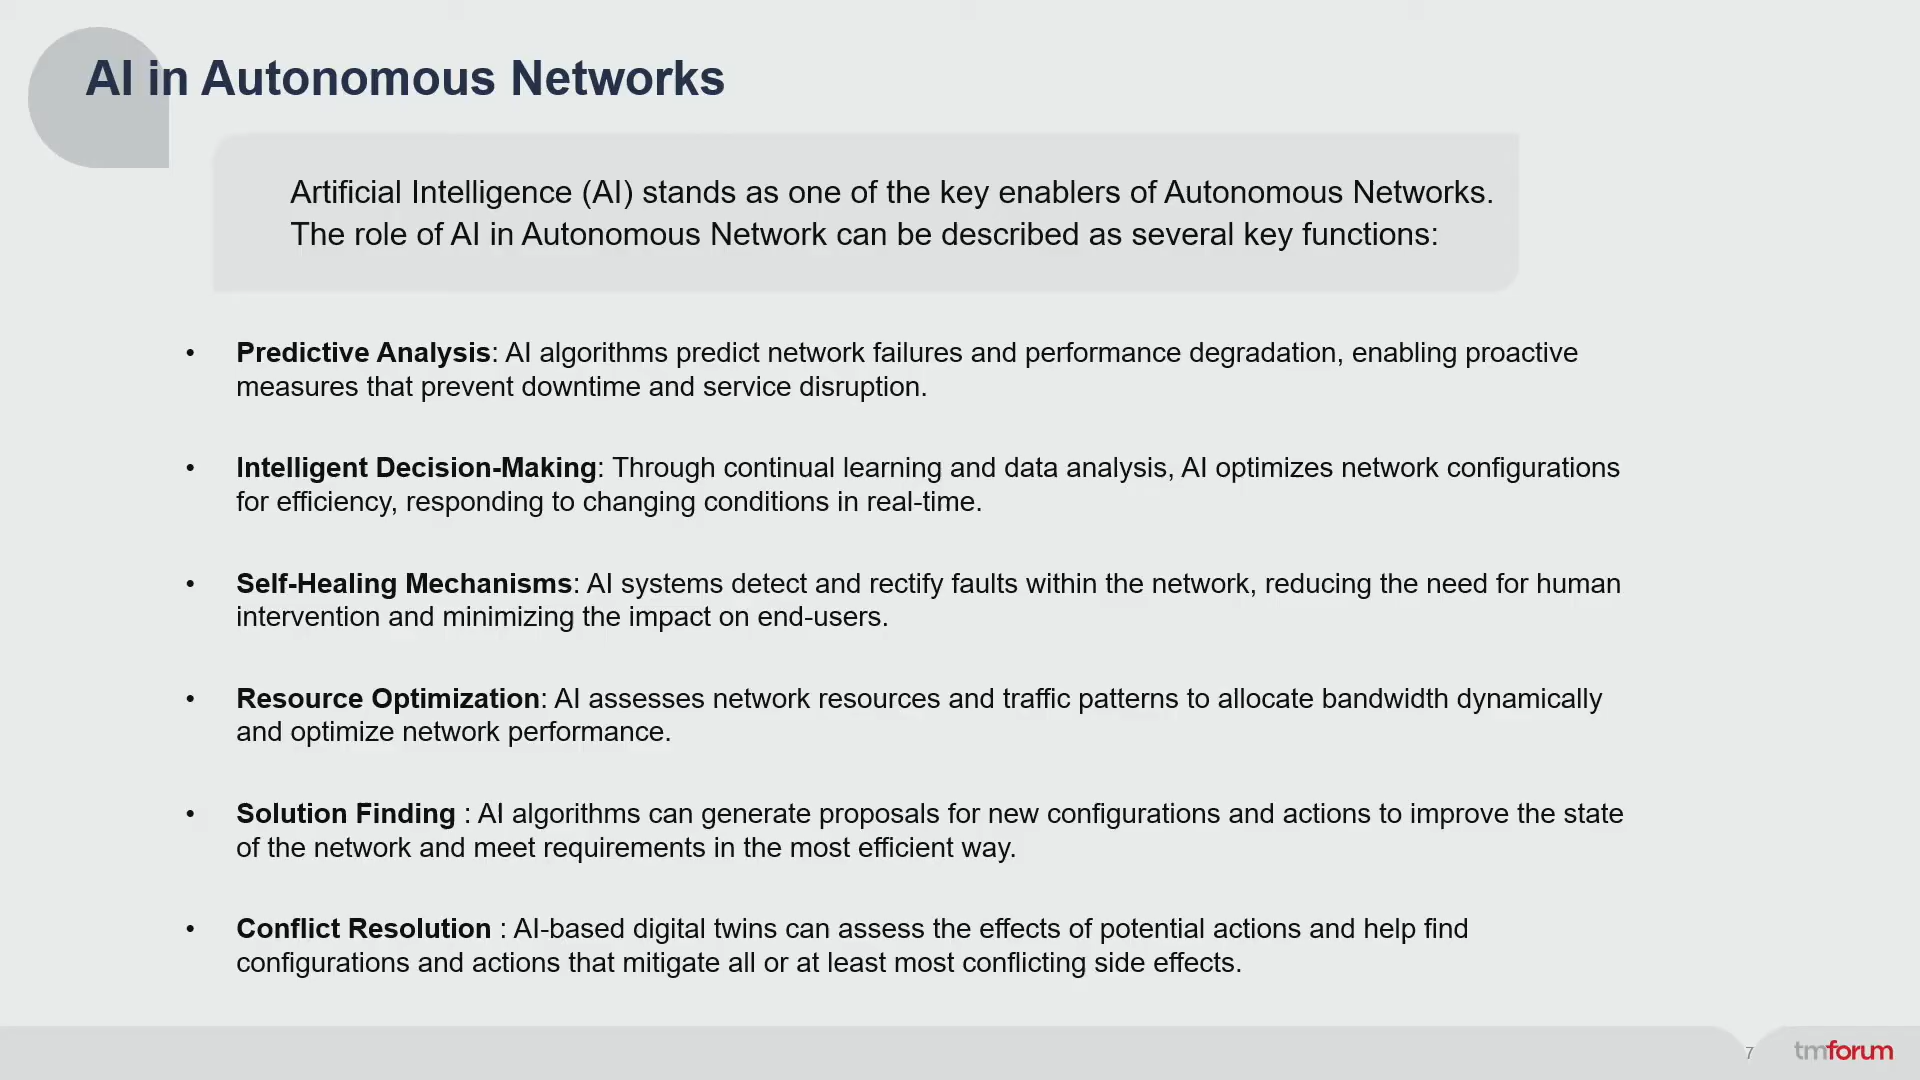 AI in Autonomous Networks
Artificial Intelligence (AI) stands as one of the key enablers of Autonomous Networks.
The role of AI in Autonomous Network can be described as several key functions:
• Predictive Analysis: AI algorithms predict network failures and performance degradation, enabling proactive
measures that prevent downtime and service disruption.
• Intelligent Decision-Making: Through continual learning and data analysis, AI optimizes network configurations
for efficiency, responding to changing conditions in real-time.
• Self-Healing Mechanisms: AI systems detect and rectify faults within the network, reducing the need for human
intervention and minimizing the impact on end-users.
• Resource Optimization: AI assesses network resources and traffic patterns to allocate bandwidth dynamically
and optimize network performance.
• Solution Finding : AI algorithms can generate proposals for new configurations and actions to improve the state
of the network and meet requirements in the most efficient way.
• Conflict Resolution : AI-based digital twins can assess the effects of potential actions and help find
configurations and actions that mitigate all or at least most conflicting side effects.
7
tmforum